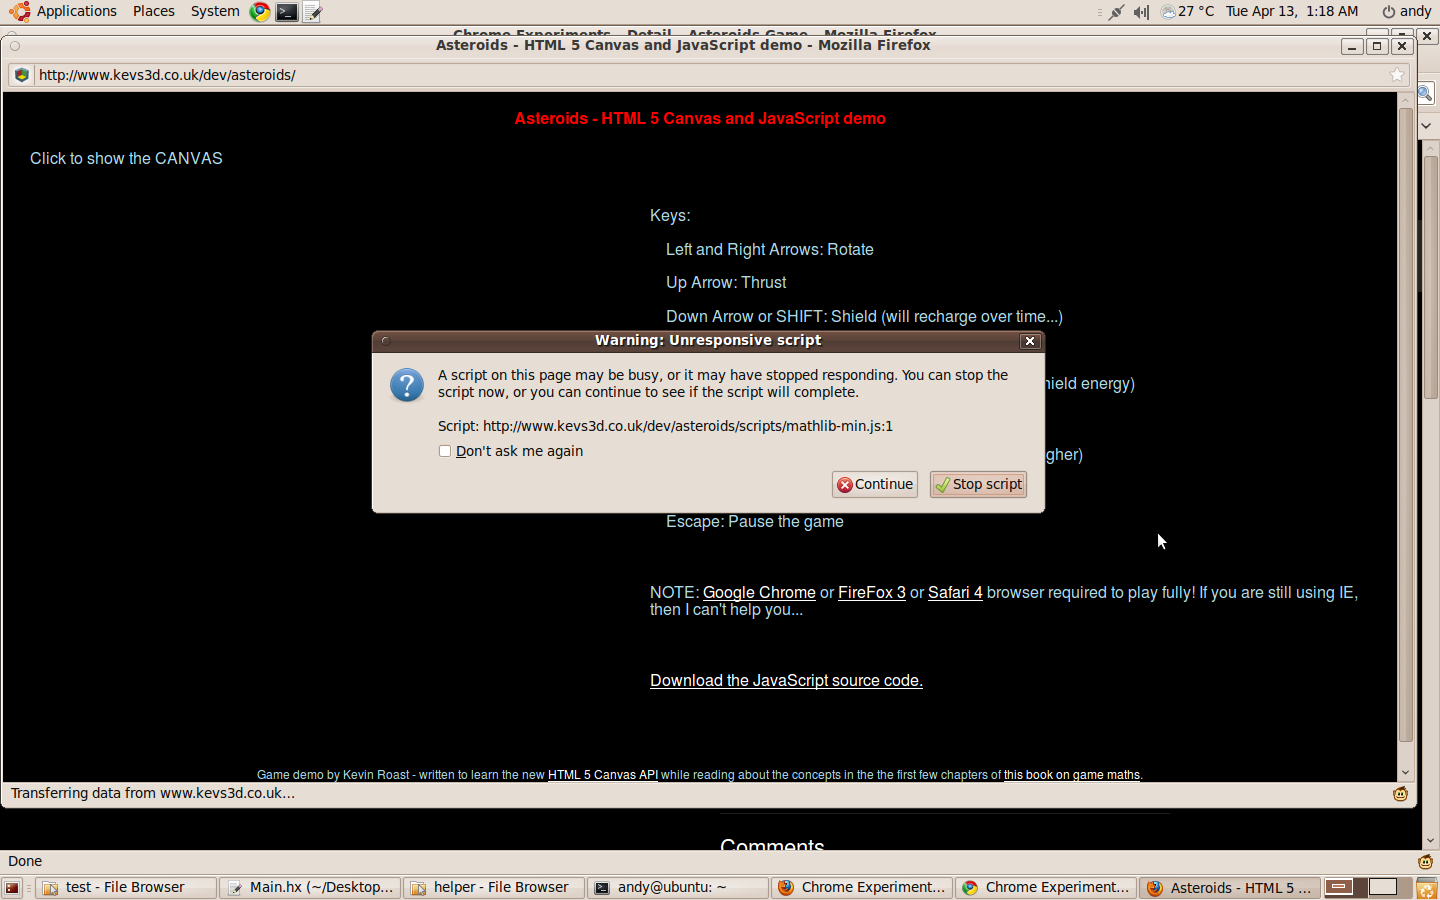 Applications Places System
27 °C Tue Apr 13, 1:18 AM andy
Chrome Experiments - Detail - Asteroids Game - Mozilla Firefox
Asteroids - HTML 5 Canvas and JavaScript demo - Mozilla Firefox
http://www.kevs3d.co.uk/dev/asteroids/
Asteroids - HTML 5 Canvas and JavaScript demo
Click to show the CANVAS
Keys:
Left and Right Arrows: Rotate
Up Arrow: Thrust
Down Arrow or SHIFT: Shield (will recharge over time...)
Warning: Unresponsive script
A script on this page may be busy, or it may have stopped responding. You can stop the
script now, or you can continue to see if the script will complete.
energy)
Script: http://www.kevs3d.co.uk/dev/asteroids/scripts/mathlib-min.js:1
Don't ask me again
Continue Stop script
Escape: Pause the game
NOTE: Google Chrome or FireFox 3 or Safari 4 browser required to play fully! If you are still using IE,
then I can't help you...
Download the JavaScript source code.
Game demo by Kevin Roast - written to learn the new HTML 5 Canvas API while reading about the concepts in the the first few chapters of this book on game maths.
Transferring data from www.kevs3d.co.uk...
Comments
Done
test - File Browser Main.hx (~/Desktop... helper - File Browser andy@ubuntu: ~ Chrome Experiment... Chrome Experiment... Asteroids - HTML 5 ...